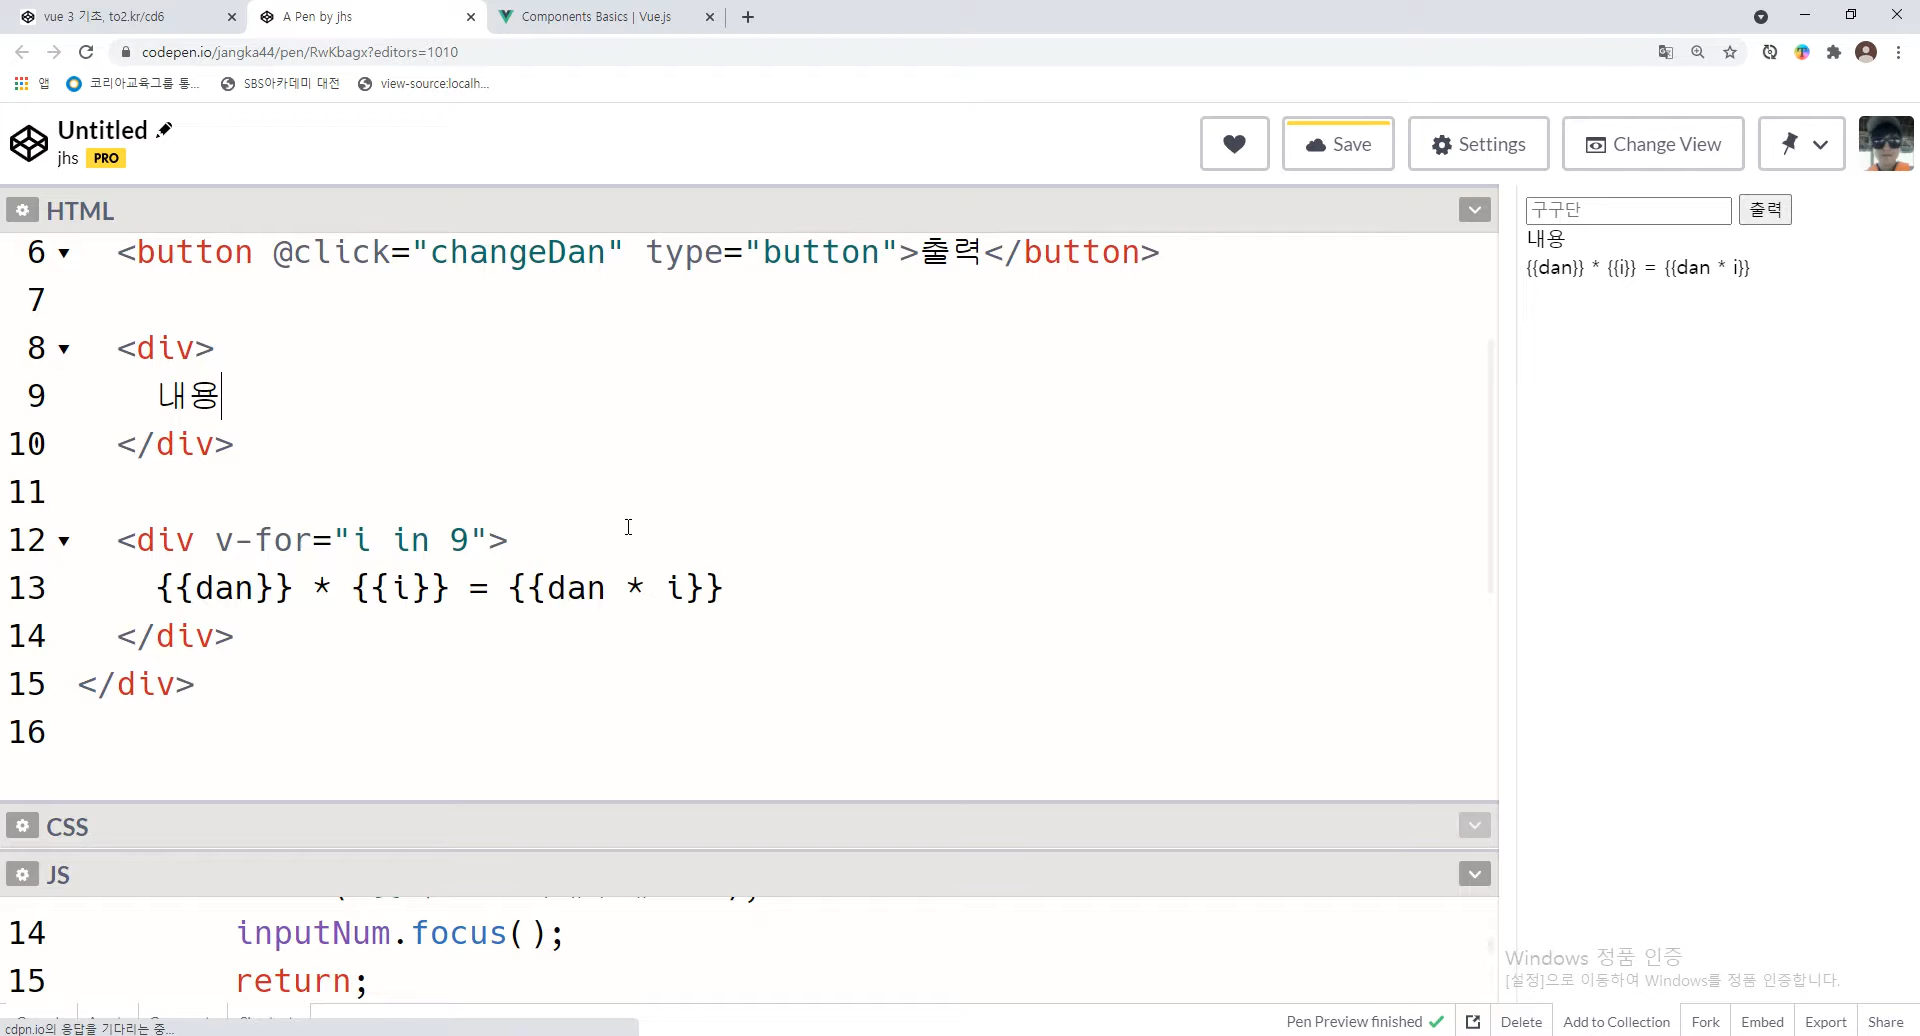 vue 3 기초, to2.kr/cd6
A Pen by jhs
Components Basics | Vue.js
codepen.io/jangka44/pen/RwKbagx?editors=1010
앱
코리아교육그룹 통...
SBS아카데미 대전
view-source:localh...
Untitled
jhs PRO
Save
Settings
Change View
HTML
6 <button @click="changeDan" type="button">출력</button>
7
8 <div>
9 내용
10 </div>
11
12 <div v-for="i in 9">
13 {{dan}} * {{i}} = {{dan * i}}
14 </div>
15 </div>
16
CSS
JS
14 inputNum.focus();
15 return;
구구단 출력
내용
{{dan}} * {{i}} = {{dan * i}}
Windows 정품 인증
[설정]으로 이동하여 Windows를 정품 인증합니다.
cdpn.io의 응답을 기다리는 중...
Pen Preview finished
Delete
Add to Collection
Fork
Embed
Export
Share